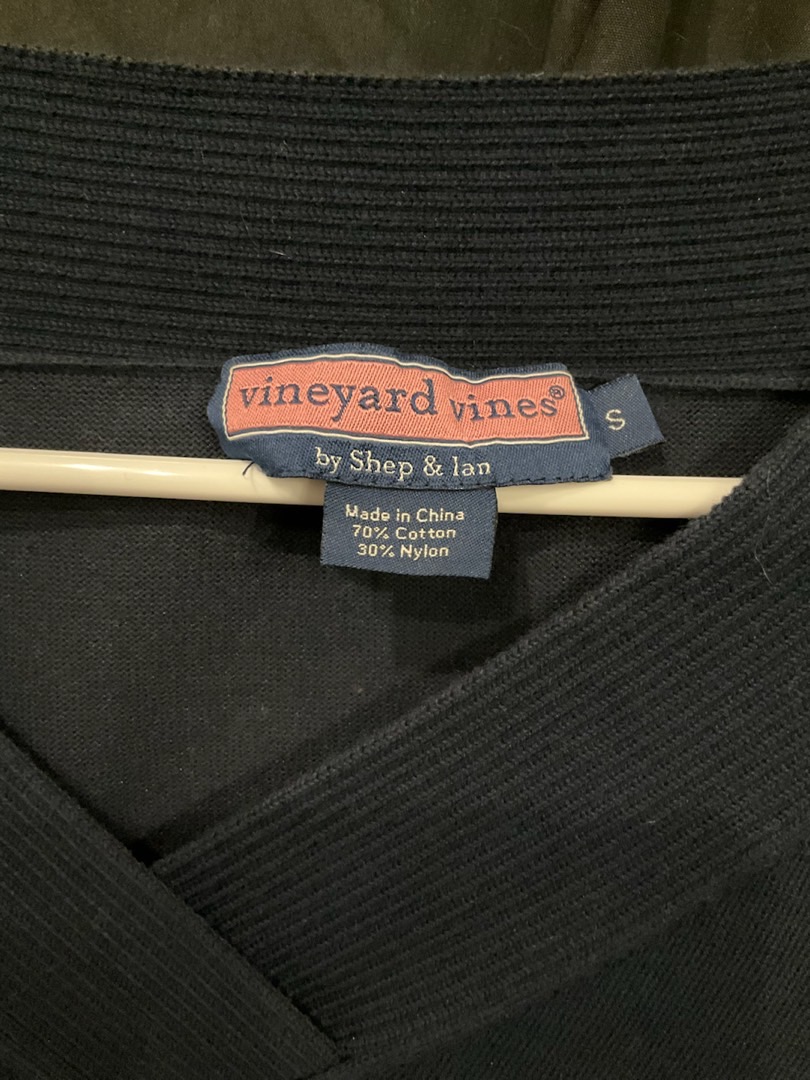 vineyard vines®
S
by Shep & Ian
Made in China
70% Cotton
30% Nylon